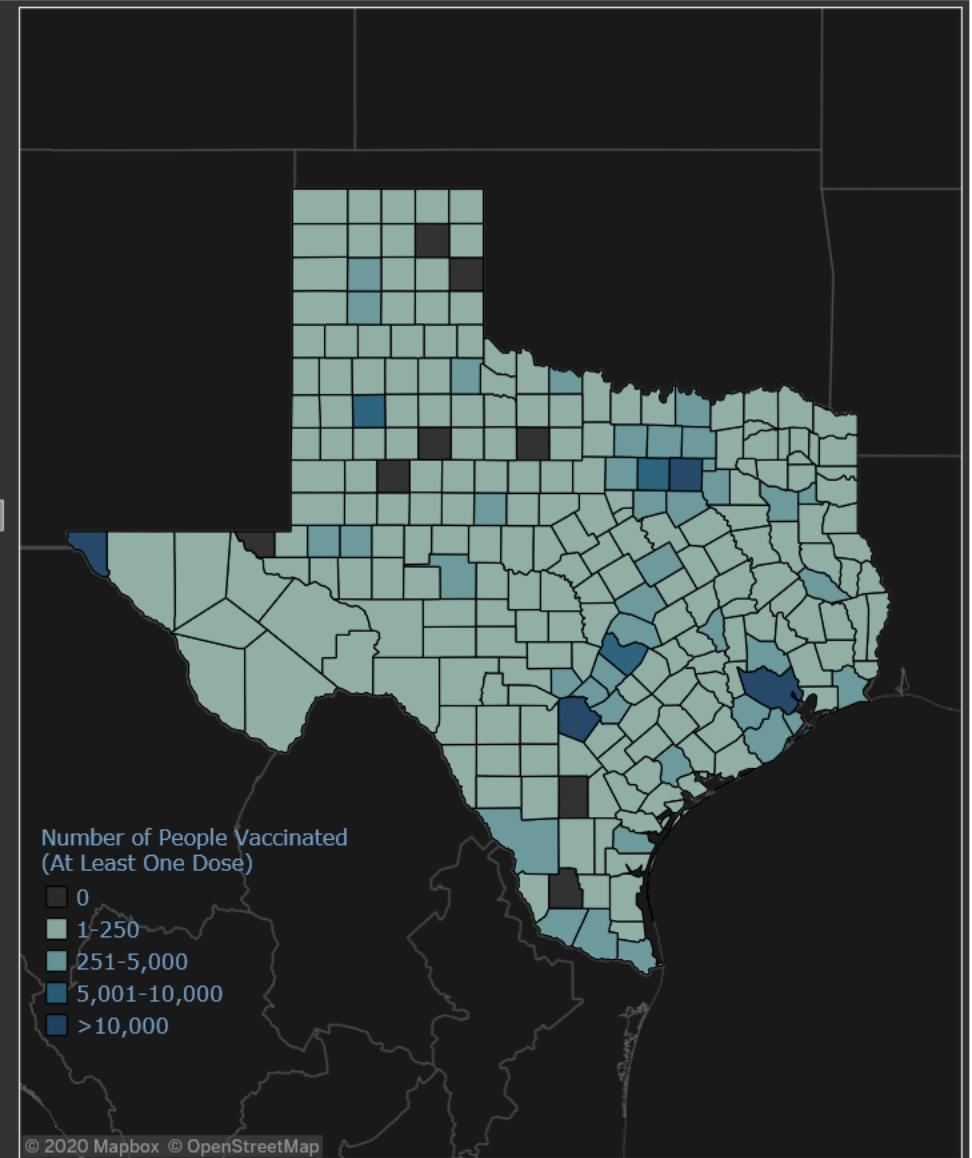 Number of People Vaccinated
(At Least One Dose)
0
1-250
251-5,000
5,001-10,000
>10,000
© 2020 Mapbox © OpenStreetMap